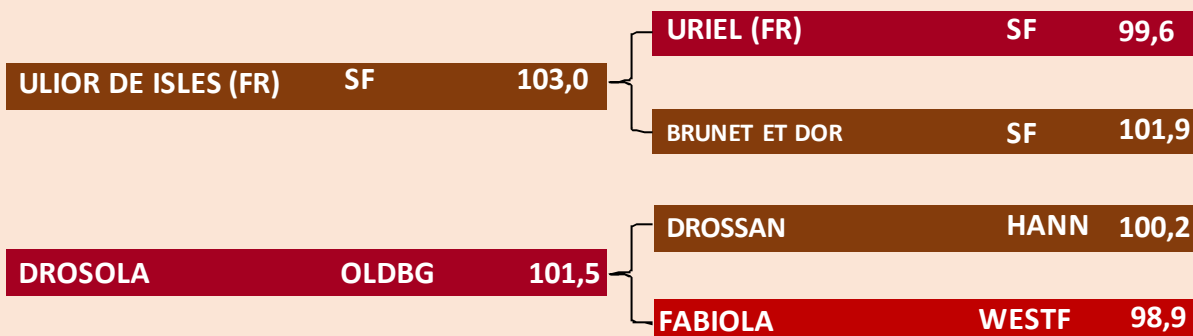 URIEL (FR) SF 99,6
ULIOR DE ISLES (FR) SF 103,0
BRUNET ET DOR SF 101,9
DROSSAN HANN 100,2
DROSOLA OLDBG 101,5
FABIOLA WESTF 98,9